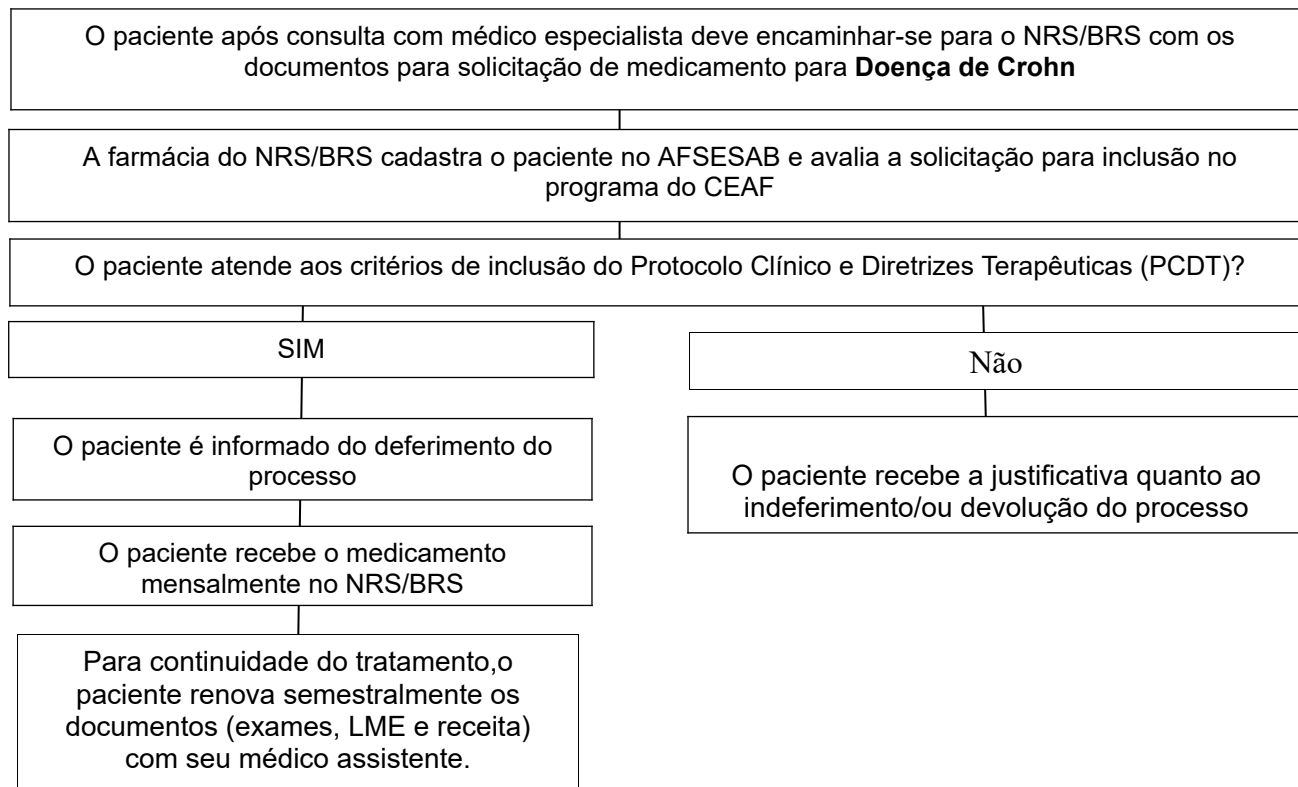 O paciente após consulta com médico especialista deve encaminhar-se para o NRS/BRS com os
documentos para solicitação de medicamento para Doença de Crohn
A farmácia do NRS/BRS cadastra o paciente no AFSESAB e avalia a solicitação para inclusão no
programa do CEAF
O paciente atende aos critérios de inclusão do Protocolo Clínico e Diretrizes Terapêuticas (PCDT)?
SIM
Não
O paciente é informado do deferimento do
processo
O paciente recebe a justificativa quanto ao
indeferimento/ou devolução do processo
O paciente recebe o medicamento
mensalmente no NRS/BRS
Para continuidade do tratamento,o
paciente renova semestralmente os
documentos (exames, LME e receita)
com seu médico assistente.